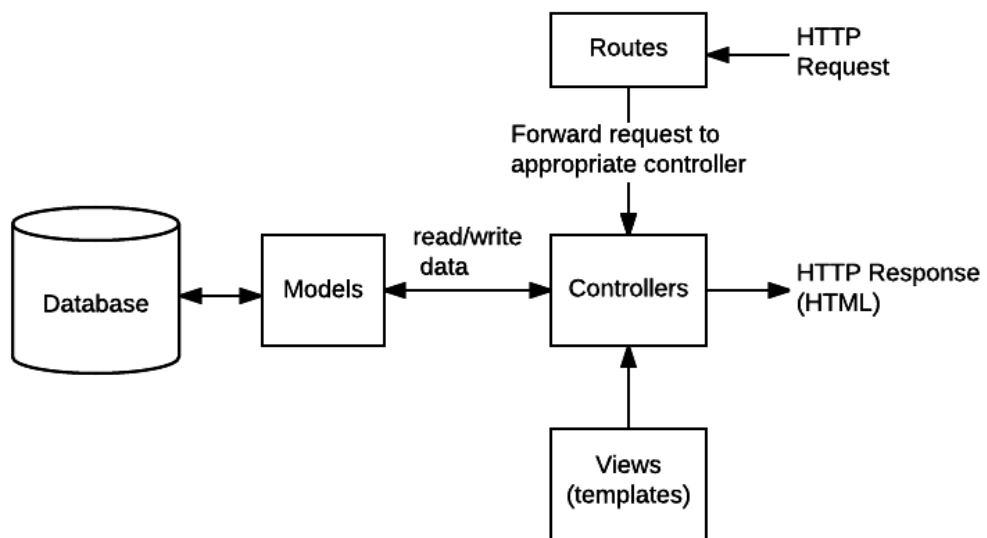 Routes
HTTP
Request
Forward request to
appropriate controller
Database
Models
read/write
data
Controllers
HTTP Response
(HTML)
Views
(templates)